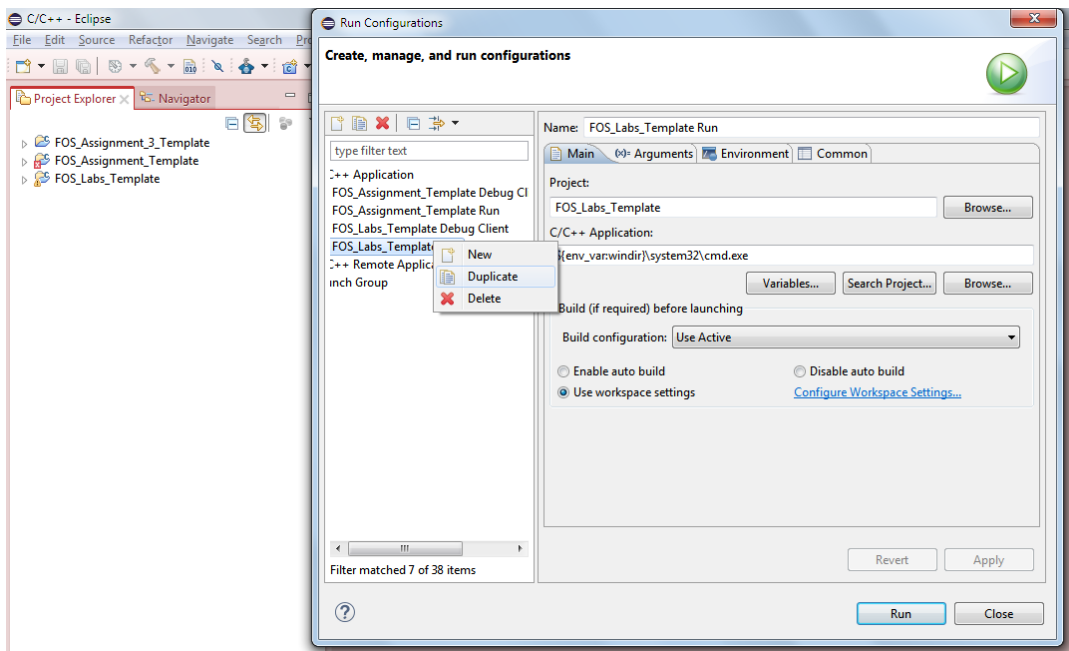 C/C++ - Eclipse
File Edit Source Refactor Navigate Search Pro
Project Explorer Navigator
FOS_Assignment_3_Template
FOS_Assignment_Template
FOS_Labs_Template
Run Configurations
Create, manage, and run configurations
type filter text
C++ Application
FOS_Assignment_Template Debug Cl
FOS_Assignment_Template Run
FOS_Labs_Template Debug Client
FOS_Labs_Template
C++ Remote Applica
unch Group
New
Duplicate
Delete
Filter matched 7 of 38 items
Name: FOS_Labs_Template Run
Main (x)= Arguments Environment Common
Project:
FOS_Labs_Template Browse...
C/C++ Application:
${env_var:windir}\system32\cmd.exe
Variables... Search Project... Browse...
Build (if required) before launching
Build configuration: Use Active
Enable auto build Disable auto build
Use workspace settings Configure Workspace Settings...
Revert Apply
Run Close